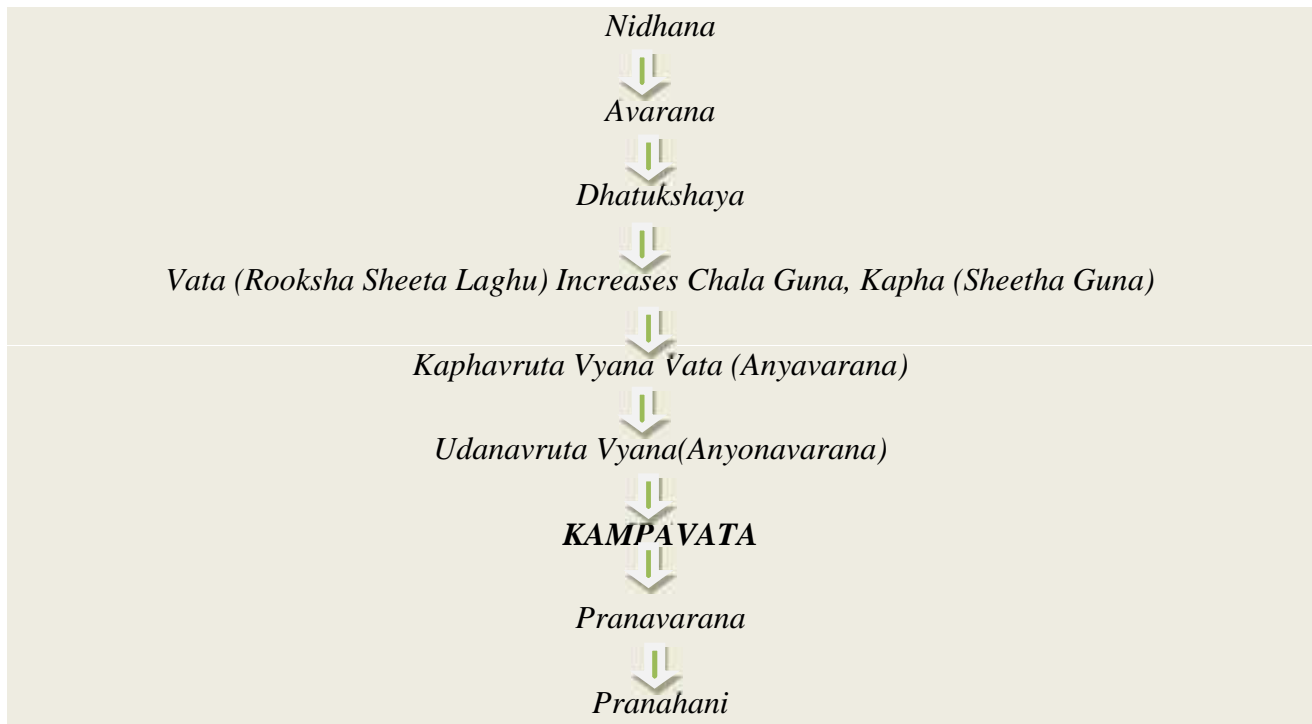 Nidhana
Avarana
Dhatukshaya
Vata (Rooksha Sheeta Laghu) Increases Chala Guna, Kapha (Sheetha Guna)
Kaphavruta Vyana Vata (Anyavarana)
Udanavruta Vyana(Anyonavarana)
KAMPAVATA
Pranavarana
Pranahani